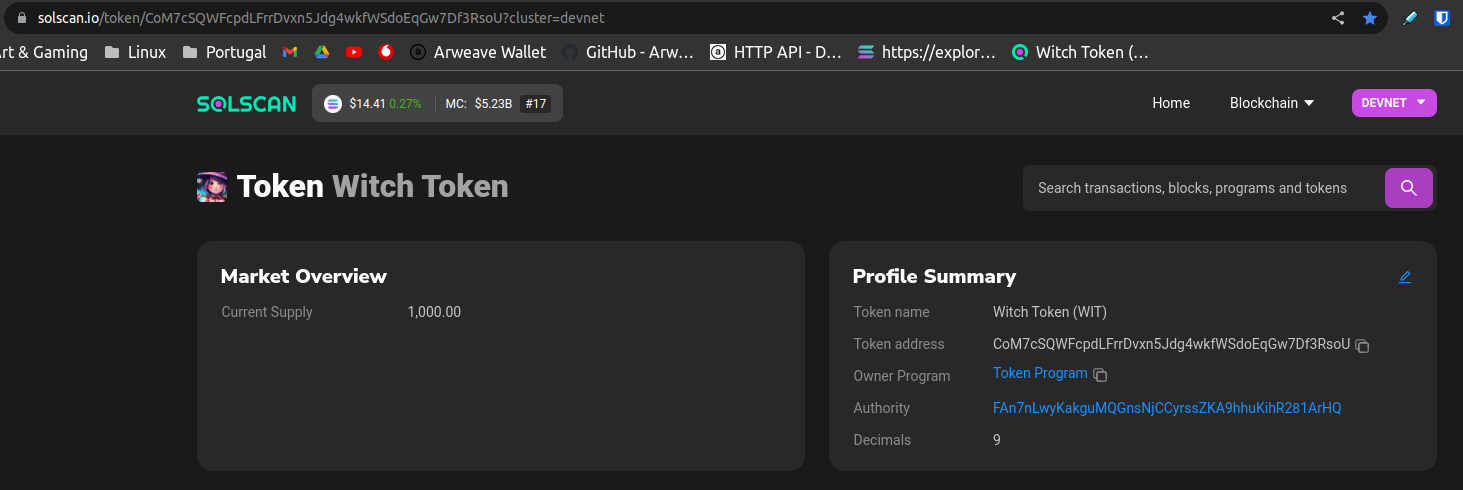 solscan.io/token/CoM7cSQWFcpdLFrrDvxn5Jdg4wkfWSdoEqGw7Df3RsoU?cluster=devnet
rt & Gaming Linux Portugal Arweave Wallet GitHub - Arw… HTTP API - D… https://explor… Witch Token (…
SOLSCAN $14.41 0.27% MC: $5.23B #17 Home Blockchain DEVNET
Token Witch Token Search transactions, blocks, programs and tokens
Market Overview
Current Supply 1,000.00
Profile Summary
Token name Witch Token (WIT)
Token address CoM7cSQWFcpdLFrrDvxn5Jdg4wkfWSdoEqGw7Df3RsoU
Owner Program Token Program
Authority FAn7nLwyKakguMQGnsNjCCyrssZKA9hhuKihR281ArHQ
Decimals 9